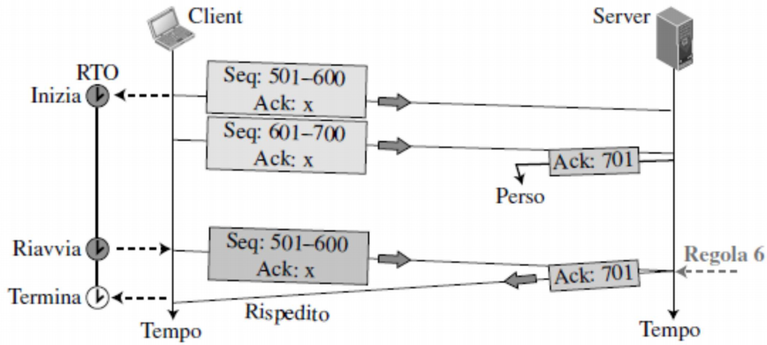 Client
Server
RTO
Inizia
Seq: 501–600
Ack: x
Seq: 601–700
Ack: x
Ack: 701
Perso
Riavvia
Seq: 501–600
Ack: x
Regola 6
Ack: 701
Termina
Rispedito
Tempo
Tempo